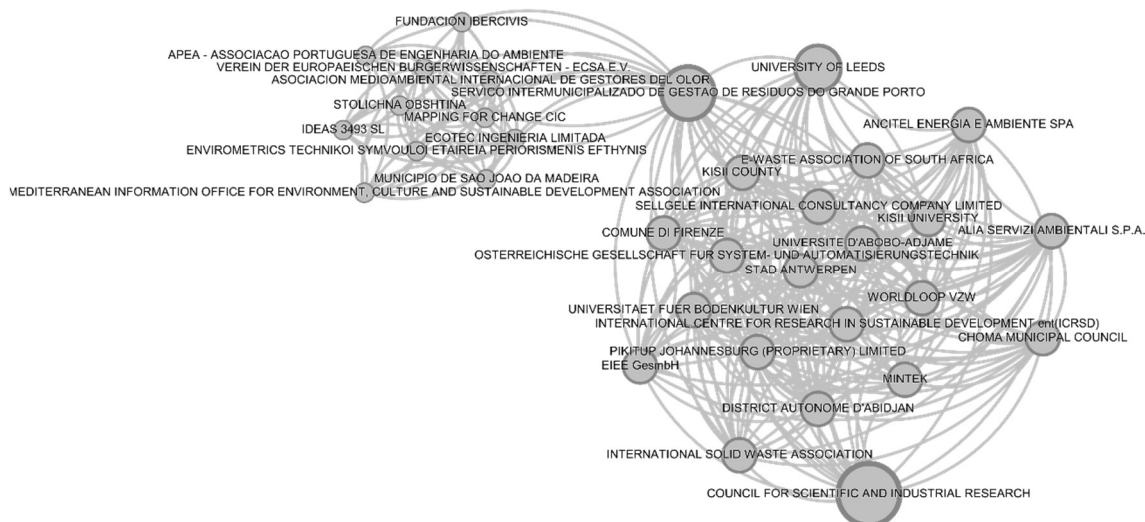 FUNDACION IBERCIVIS
APEA - ASSOCIACAO PORTUGUESA DE ENGENHARIA DO AMBIENTE
VEREIN DER EUROPAEISCHEN BURGERWISSENSCHAFTEN - ECSA E.V.
ASOCIACION MEDIOAMBIENTAL INTERNACIONAL DE GESTORES DEL OLOR
SERVICO INTERMUNICIPALIZADO DE GESTAO DE RESIDUOS DO GRANDE PORTO
STOLICHNA OBSHTINA
MAPPING FOR CHANGE CIC
IDEAS 3493 SL
ECOTEC INGENIERIA LIMITADA
ENVIROMETRICS TECHNIKOI SYMVOULOI ETAIREIA PERIORISMENIS EFTHYNIS
MUNICIPIO DE SAO JOAO DA MADEIRA
MEDITERRANEAN INFORMATION OFFICE FOR ENVIRONMENT, CULTURE AND SUSTAINABLE DEVELOPMENT ASSOCIATION
UNIVERSITY OF LEEDS
ANCITEL ENERGIA E AMBIENTE SPA
E-WASTE ASSOCIATION OF SOUTH AFRICA
KISII COUNTY
SELLGELE INTERNATIONAL CONSULTANCY COMPANY LIMITED
KISII UNIVERSITY
COMUNE DI FIRENZE
ALIA SERVIZI AMBIENTALI S.P.A.
UNIVERSITE D'ABOBO-ADJAME
OSTERREICHISCHE GESELLSCHAFT FUR SYSTEM- UND AUTOMATISIERUNGSTECHNIK
STAD ANTWERPEN
WORLDLOOP VZW
UNIVERSITAET FUER BODENKULTUR WIEN
INTERNATIONAL CENTRE FOR RESEARCH IN SUSTAINABLE DEVELOPMENT ent(ICRSD)
CHOMA MUNICIPAL COUNCIL
PIKITUP JOHANNESBURG (PROPRIETARY) LIMITED
EIEE GesmbH
MINTEK
DISTRICT AUTONOME D'ABIDJAN
INTERNATIONAL SOLID WASTE ASSOCIATION
COUNCIL FOR SCIENTIFIC AND INDUSTRIAL RESEARCH